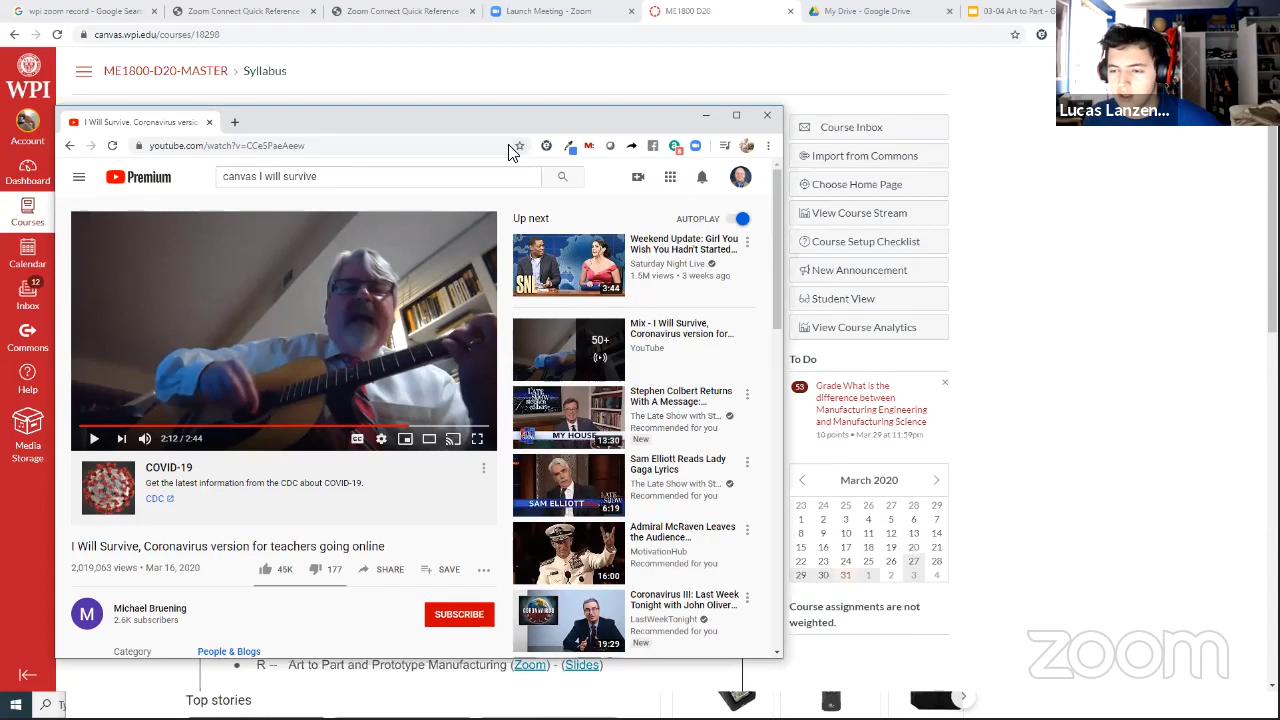 wpi zoom record - Google Sear
Zoom Connect Quick Reference
Zoom Connect Quick Reference
Launch Meeting - Zoom
ME1800 D20
My Drive - Google Drive
03-04 Art to Part - G
canvas.wpi.edu/courses/18298
WPI
Account
Dashboard
Courses
Calendar
12
Inbox
Commons
Help
Media
Storage
ME1800-D20-MASTER › Syllabus
Lucas Lanzen...
I Will Survive, Coronavirus versic
youtube.com/watch?v=CCe5PaeAeew
Premium
canvas I will survive
2:12 / 2:44
COVID-19
Get the latest information from the CDC about COVID-19.
CDC
I Will Survive, Coronavirus version for teachers going online
2,019,063 views • Mar 16, 2020
45K
177
SHARE
SAVE
M
Michael Bruening
2.6K subscribers
SUBSCRIBE
Category
People & Blogs
Up next
AUTOPLAY
SNL
3:44
Weekend Update: Girl You
Wish You Hadn't Started...
Saturday Night Live
1.5M views • 3 weeks ago
50+
Mix - I Will Survive,
Coronavirus version for...
YouTube
MY HOUSE
13:30
Stephen Colbert Returns
With A Message:...
The Late Show with St...
Recommended for you
New
SAM ELLIOTT
6:19
Sam Elliott Reads Lady
Gaga Lyrics
The Late Show with St...
Recommended for you
16:00
Admiral McRaven Leaves
the Audience...
MotivationHub
Recommended for you
CORONAVIRUS
19:29
Coronavirus III: Last Week
Tonight with John Oliver...
LastWeekTonight
Recommended for you
New
Course Inbox
Import from Commons
Choose Home Page
View Course Stream
Course Setup Checklist
New Announcement
Student View
View Course Analytics
To Do
53
Grade What is the
difference between
Manufacturing Engineering
and Manufacturing Science
10 points • Mar 29 at 11:59pm
March 2020
23 24 25 26 27 28 29
1 2 3 4 5 6 7
8 9 10 11 12 13 14
15 16 17 18 19 20 21
22 23 24 25 26 27 28
29 30 31 1 2 3 4
Course assignments are not
weighted.
R -- Art to Part and Prototype Manufacturing (Zoom) - (Slides)
Top stories
zoom